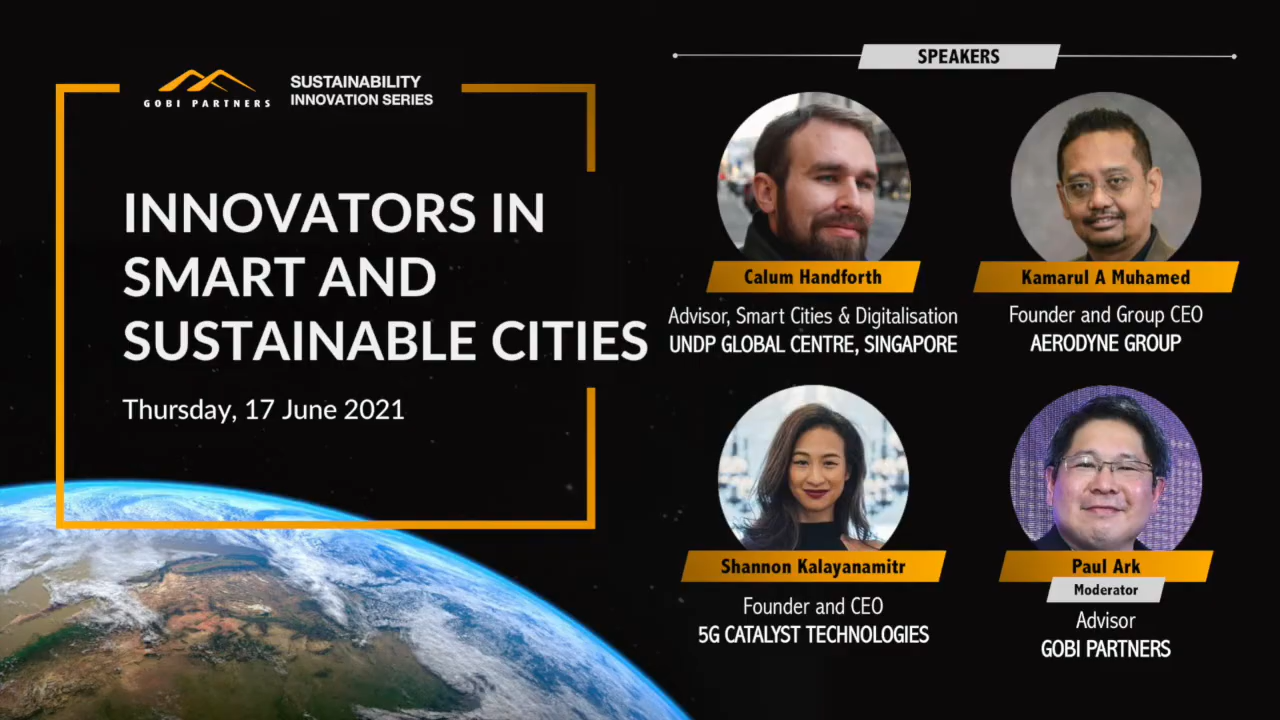 GOBI PARTNERS
SUSTAINABILITY
INNOVATION SERIES
INNOVATORS IN
SMART AND
SUSTAINABLE CITIES
Thursday, 17 June 2021
SPEAKERS
Calum Handforth
Advisor, Smart Cities & Digitalisation
UNDP GLOBAL CENTRE, SINGAPORE
Kamarul A Muhamed
Founder and Group CEO
AERODYNE GROUP
Shannon Kalayanamitr
Founder and CEO
5G CATALYST TECHNOLOGIES
Paul Ark
Moderator
Advisor
GOBI PARTNERS